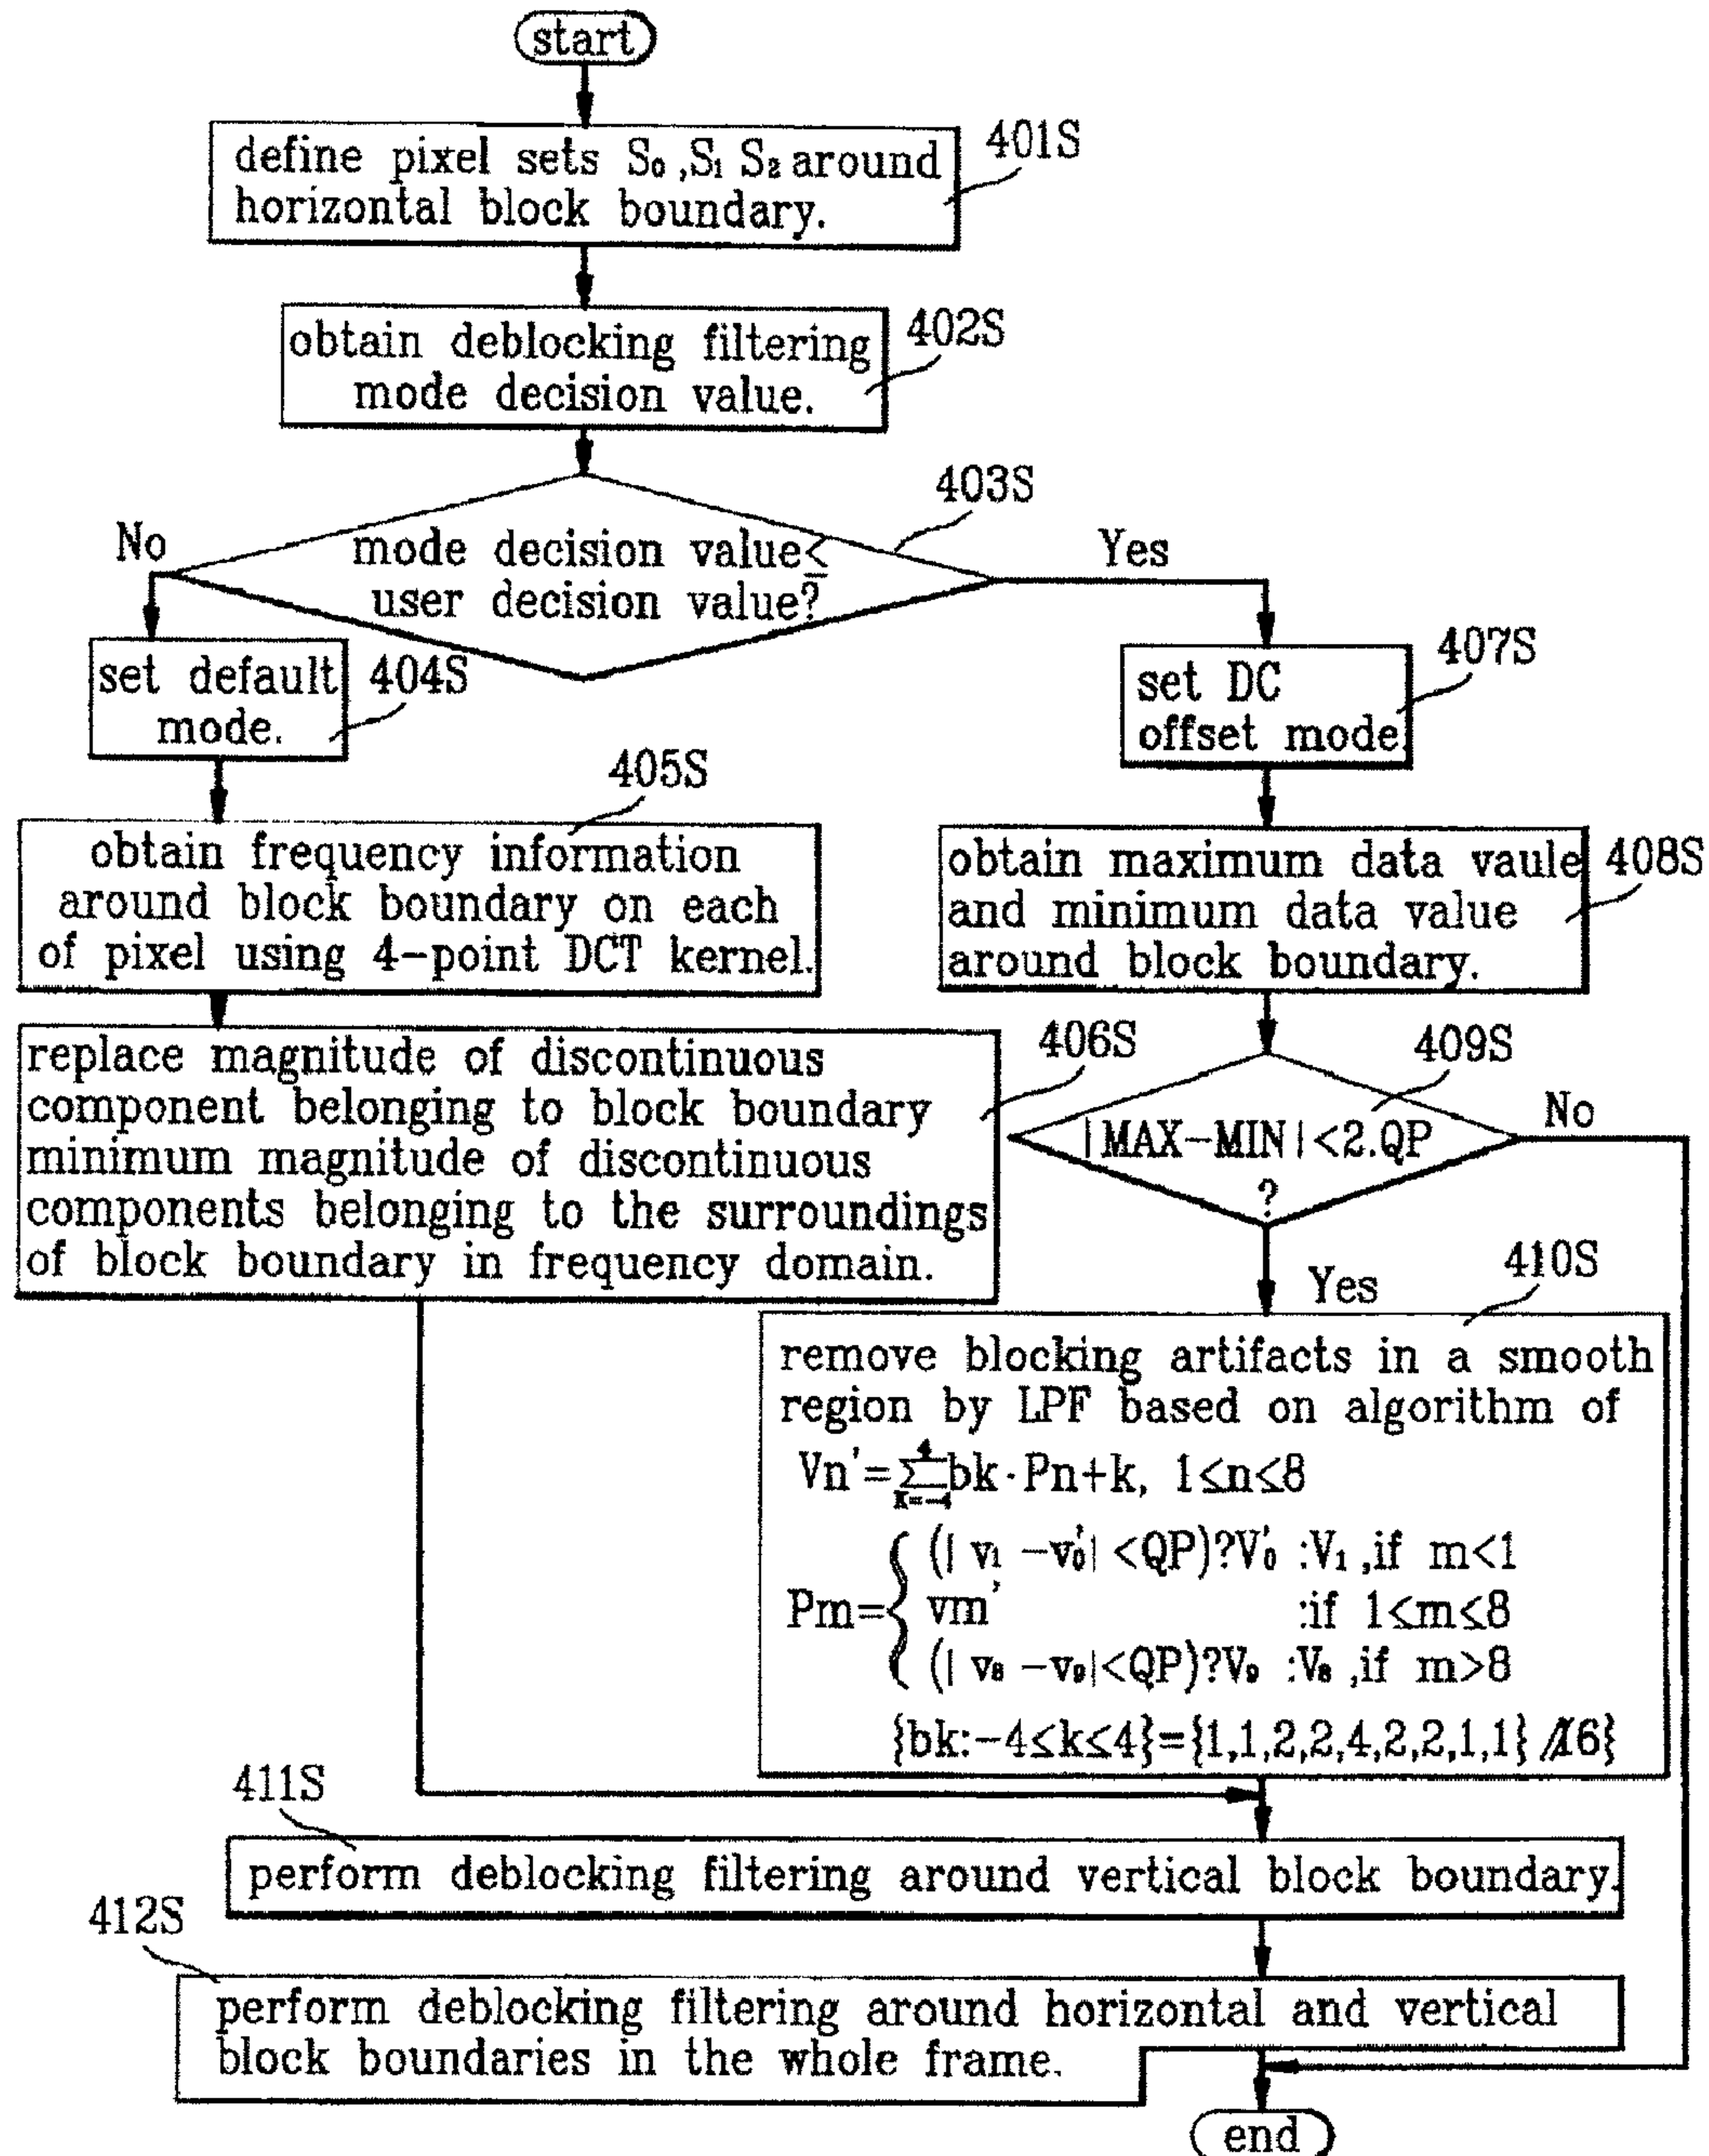 start
define pixel sets S₀ ,S₁ S₂ around
horizontal block boundary.
401S
obtain deblocking filtering
mode decision value.
402S
403S
No
mode decision value≤
user decision value?
Yes
set default
mode.
404S
set DC
offset mode.
407S
405S
obtain frequency information
around block boundary on each
of pixel using 4-point DCT kernel.
obtain maximum data vaule
and minimum data value
around block boundary.
408S
replace magnitude of discontinuous
component belonging to block boundary
minimum magnitude of discontinuous
components belonging to the surroundings
of block boundary in frequency domain.
406S
409S
|MAX-MIN|<2.QP
?
No
Yes
410S
remove blocking artifacts in a smooth
region by LPF based on algorithm of
Vn'=∑bk·Pn+k, 1≤n≤8
4
K=-4
Pm={
(| v₁ -v₀'| <QP)?V₀' :V₁ ,if m<1
vm' :if 1≤m≤8
(| v₈ -v₉|<QP)?V₉ :V₈ ,if m>8
{bk:-4≤k≤4}={1,1,2,2,4,2,2,1,1} //16}
411S
perform deblocking filtering around vertical block boundary.
412S
perform deblocking filtering around horizontal and vertical
block boundaries in the whole frame.
end